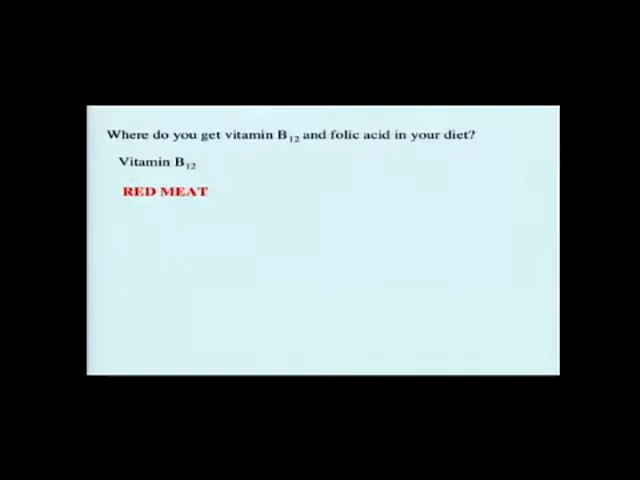 Where do you get vitamin B12 and folic acid in your diet?
Vitamin B12
RED MEAT